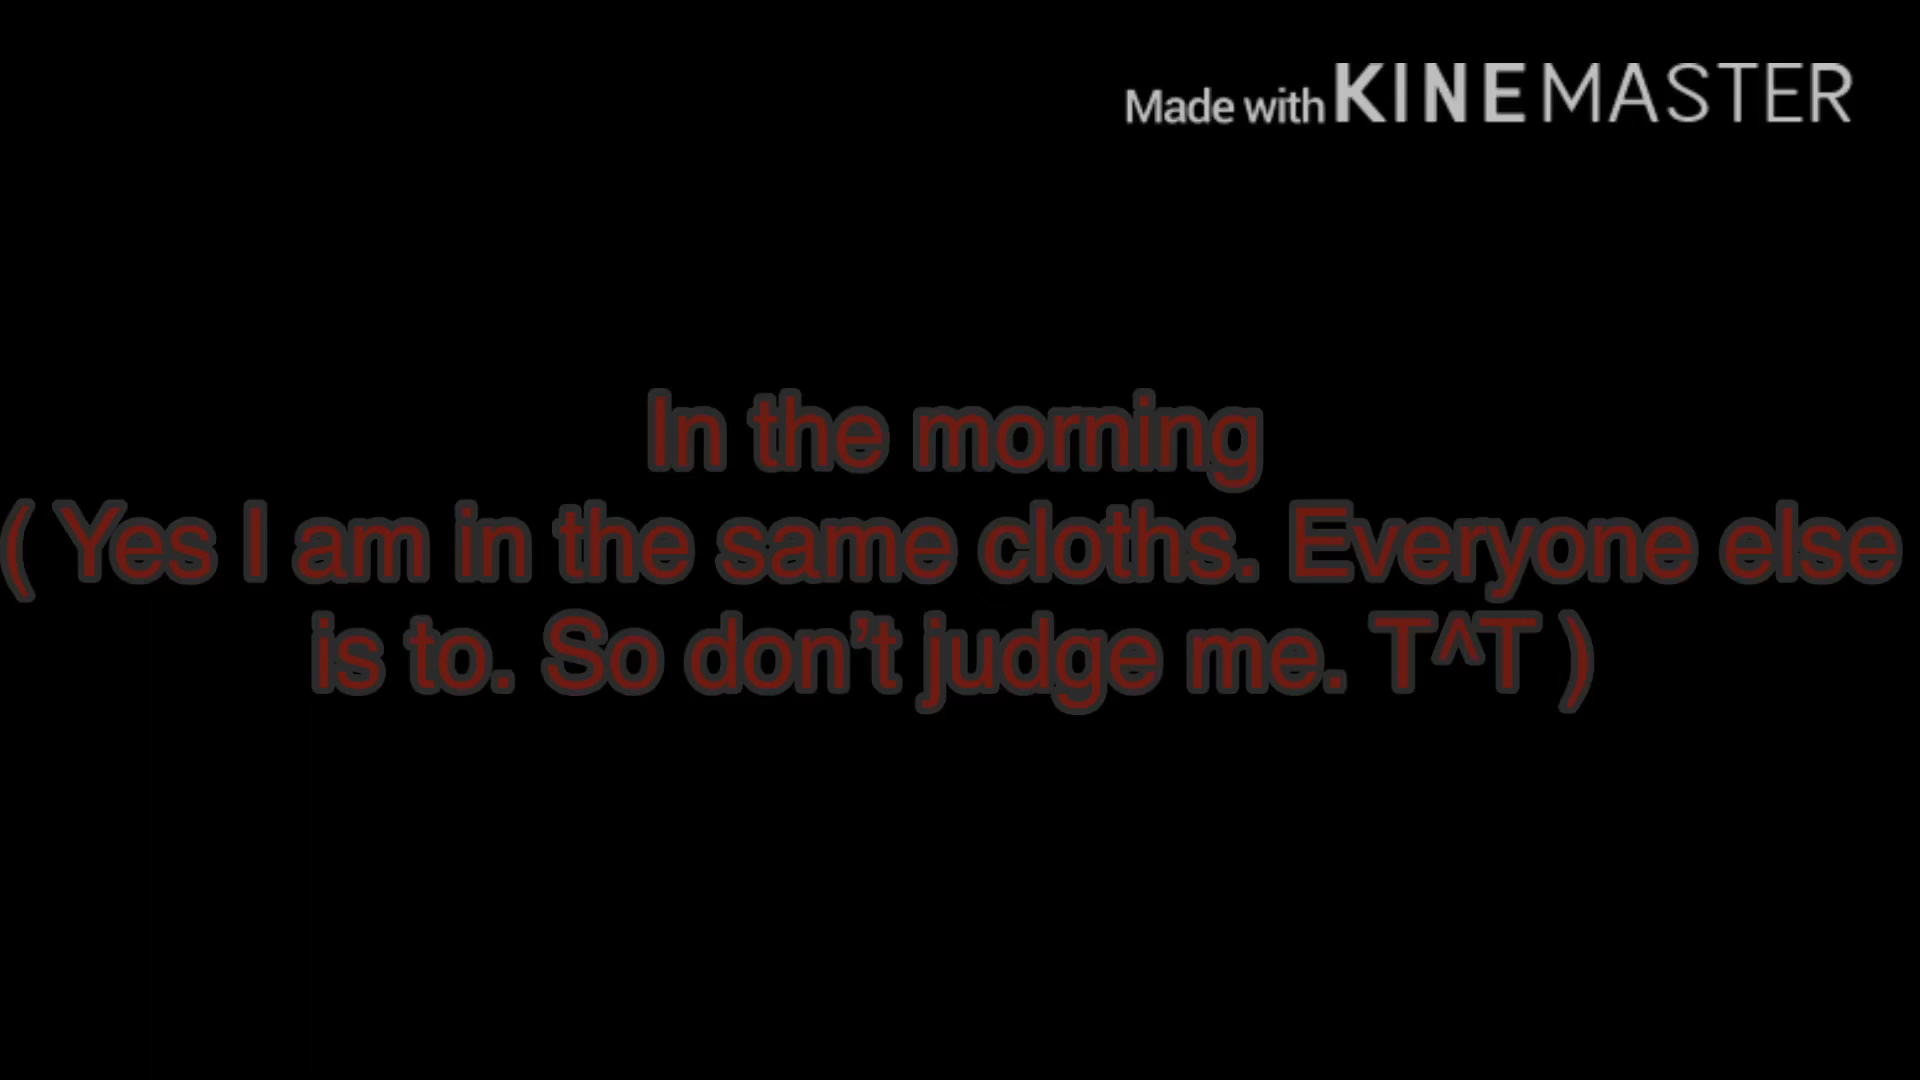 Made with KINEMASTER
In the morning
( Yes I am in the same cloths. Everyone else
is to. So don’t judge me. T^T )